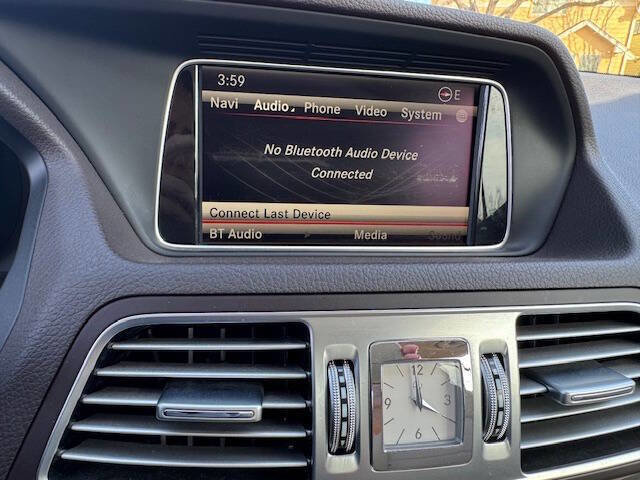 3:59 E
Navi Audio Phone Video System
No Bluetooth Audio Device
Connected
Connect Last Device
BT Audio Media Sound
12
9 3
6